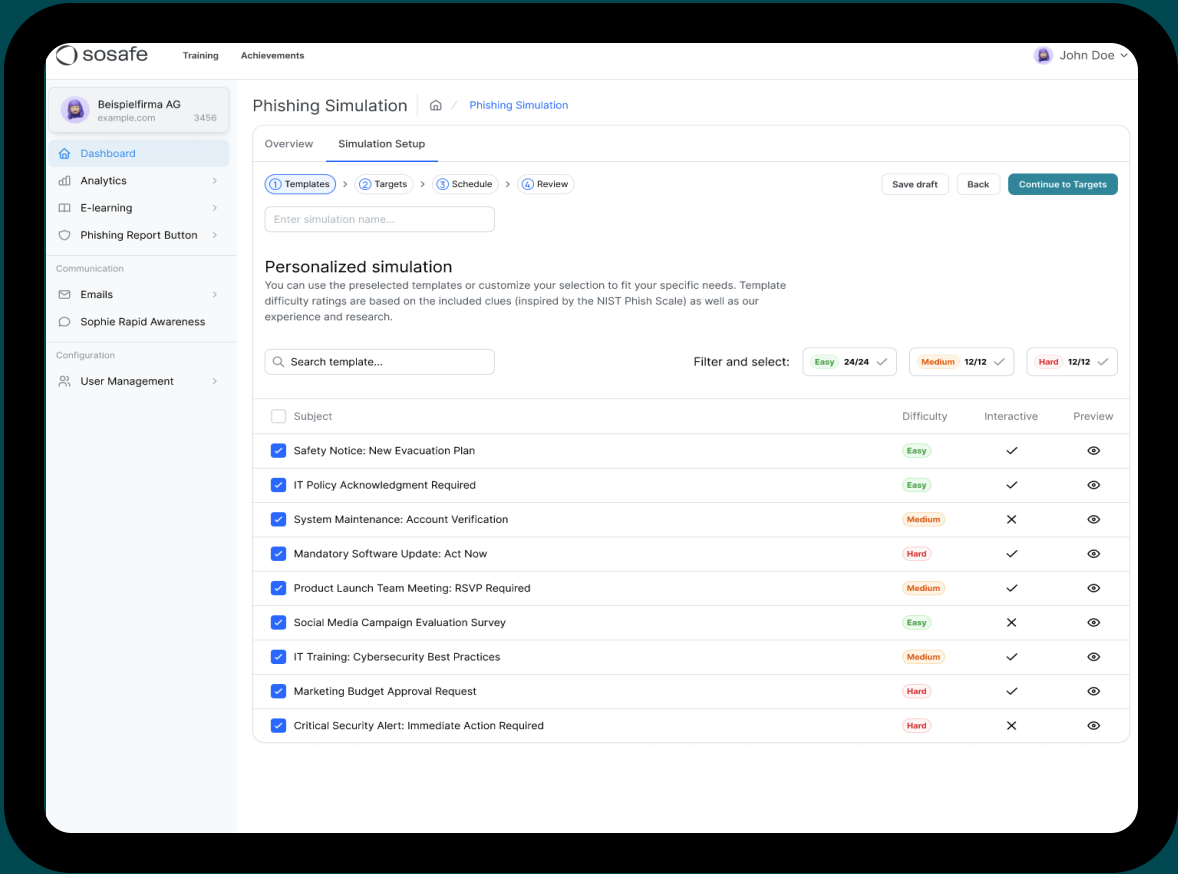 sosafe
Training Achievements
John Doe
Beispielfirma AG
example.com 3456
Dashboard
Analytics
E-learning
Phishing Report Button
Communication
Emails
Sophie Rapid Awareness
Configuration
User Management
Phishing Simulation / Phishing Simulation
Overview Simulation Setup
1 Templates > 2 Targets > 3 Schedule > 4 Review
Save draft Back Continue to Targets
Enter simulation name...
Personalized simulation
You can use the preselected templates or customize your selection to fit your specific needs. Template
difficulty ratings are based on the included clues (inspired by the NIST Phish Scale) as well as our
experience and research.
Search template...
Filter and select: Easy 24/24 Medium 12/12 Hard 12/12
Subject Difficulty Interactive Preview
Safety Notice: New Evacuation Plan Easy
IT Policy Acknowledgment Required Easy
System Maintenance: Account Verification Medium
Mandatory Software Update: Act Now Hard
Product Launch Team Meeting: RSVP Required Medium
Social Media Campaign Evaluation Survey Easy
IT Training: Cybersecurity Best Practices Medium
Marketing Budget Approval Request Hard
Critical Security Alert: Immediate Action Required Hard